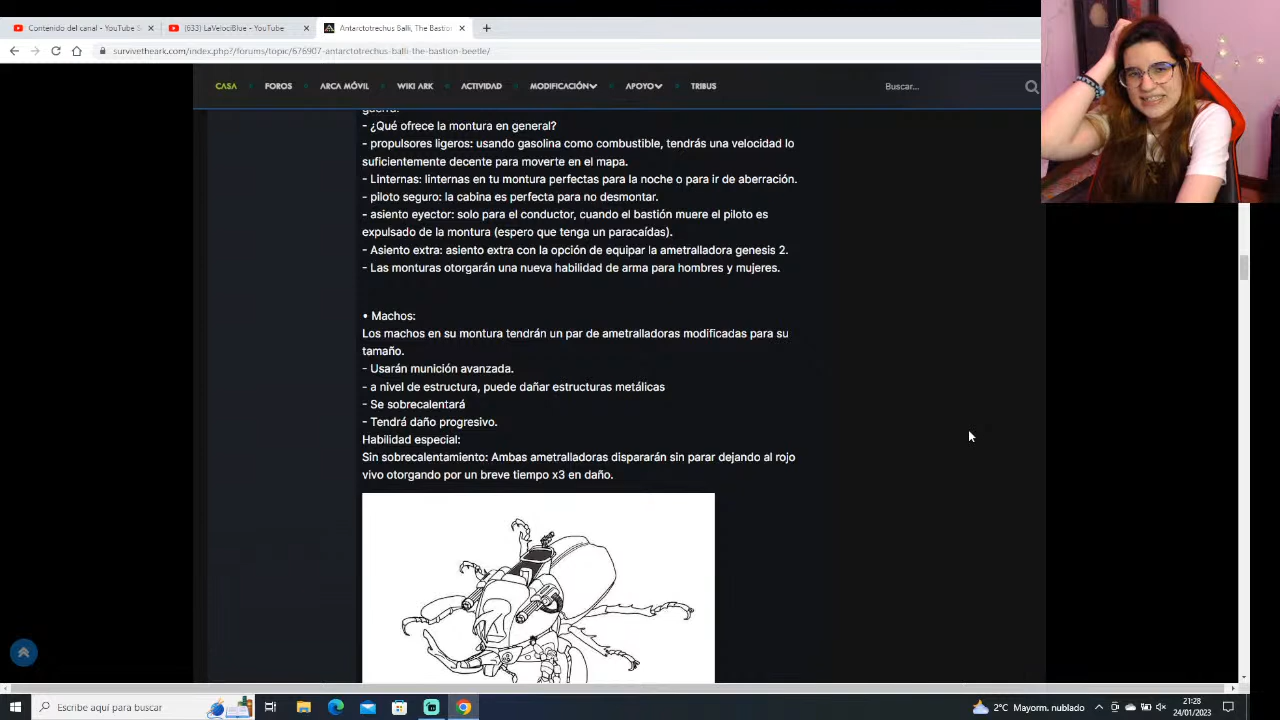 Contenido del canal - YouTube S
(633) LaVelociBlue - YouTube
Antarctotrechus Balli, The Bastion
survivetheark.com/index.php?/forums/topic/676907-antarctotrechus-balli-the-bastion-beetle/
CASA FOROS ARCA MÓVIL WIKI ARK ACTIVIDAD MODIFICACIÓN APOYO TRIBUS Buscar...
guerra.
- ¿Qué ofrece la montura en general?
- propulsores ligeros: usando gasolina como combustible, tendrás una velocidad lo
suficientemente decente para moverte en el mapa.
- Linternas: linternas en tu montura perfectas para la noche o para ir de aberración.
- piloto seguro: la cabina es perfecta para no desmontar.
- asiento eyector: solo para el conductor, cuando el bastión muere el piloto es
expulsado de la montura (espero que tenga un paracaídas).
- Asiento extra: asiento extra con la opción de equipar la ametralladora genesis 2.
- Las monturas otorgarán una nueva habilidad de arma para hombres y mujeres.
• Machos:
Los machos en su montura tendrán un par de ametralladoras modificadas para su
tamaño.
- Usarán munición avanzada.
- a nivel de estructura, puede dañar estructuras metálicas
- Se sobrecalentará
- Tendrá daño progresivo.
Habilidad especial:
Sin sobrecalentamiento: Ambas ametralladoras dispararán sin parar dejando al rojo
vivo otorgando por un breve tiempo x3 en daño.
Escribe aquí para buscar
2°C Mayorm. nublado
21:28
24/01/2023